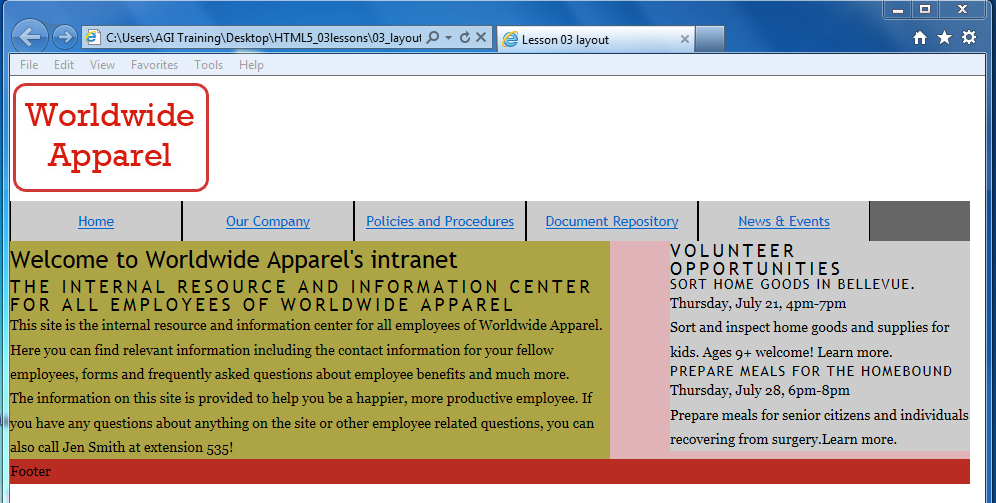 C:\Users\AGI Training\Desktop\HTML5_03lessons\03_layout
Lesson 03 layout
File Edit View Favorites Tools Help
Worldwide
Apparel
Home Our Company Policies and Procedures Document Repository News & Events
Welcome to Worldwide Apparel's intranet
THE INTERNAL RESOURCE AND INFORMATION CENTER
FOR ALL EMPLOYEES OF WORLDWIDE APPAREL
This site is the internal resource and information center for all employees of Worldwide Apparel.
Here you can find relevant information including the contact information for your fellow
employees, forms and frequently asked questions about employee benefits and much more.
The information on this site is provided to help you be a happier, more productive employee. If
you have any questions about anything on the site or other employee related questions, you can
also call Jen Smith at extension 535!
VOLUNTEER
OPPORTUNITIES
SORT HOME GOODS IN BELLEVUE.
Thursday, July 21, 4pm-7pm
Sort and inspect home goods and supplies for
kids. Ages 9+ welcome! Learn more.
PREPARE MEALS FOR THE HOMEBOUND
Thursday, July 28, 6pm-8pm
Prepare meals for senior citizens and individuals
recovering from surgery.Learn more.
Footer